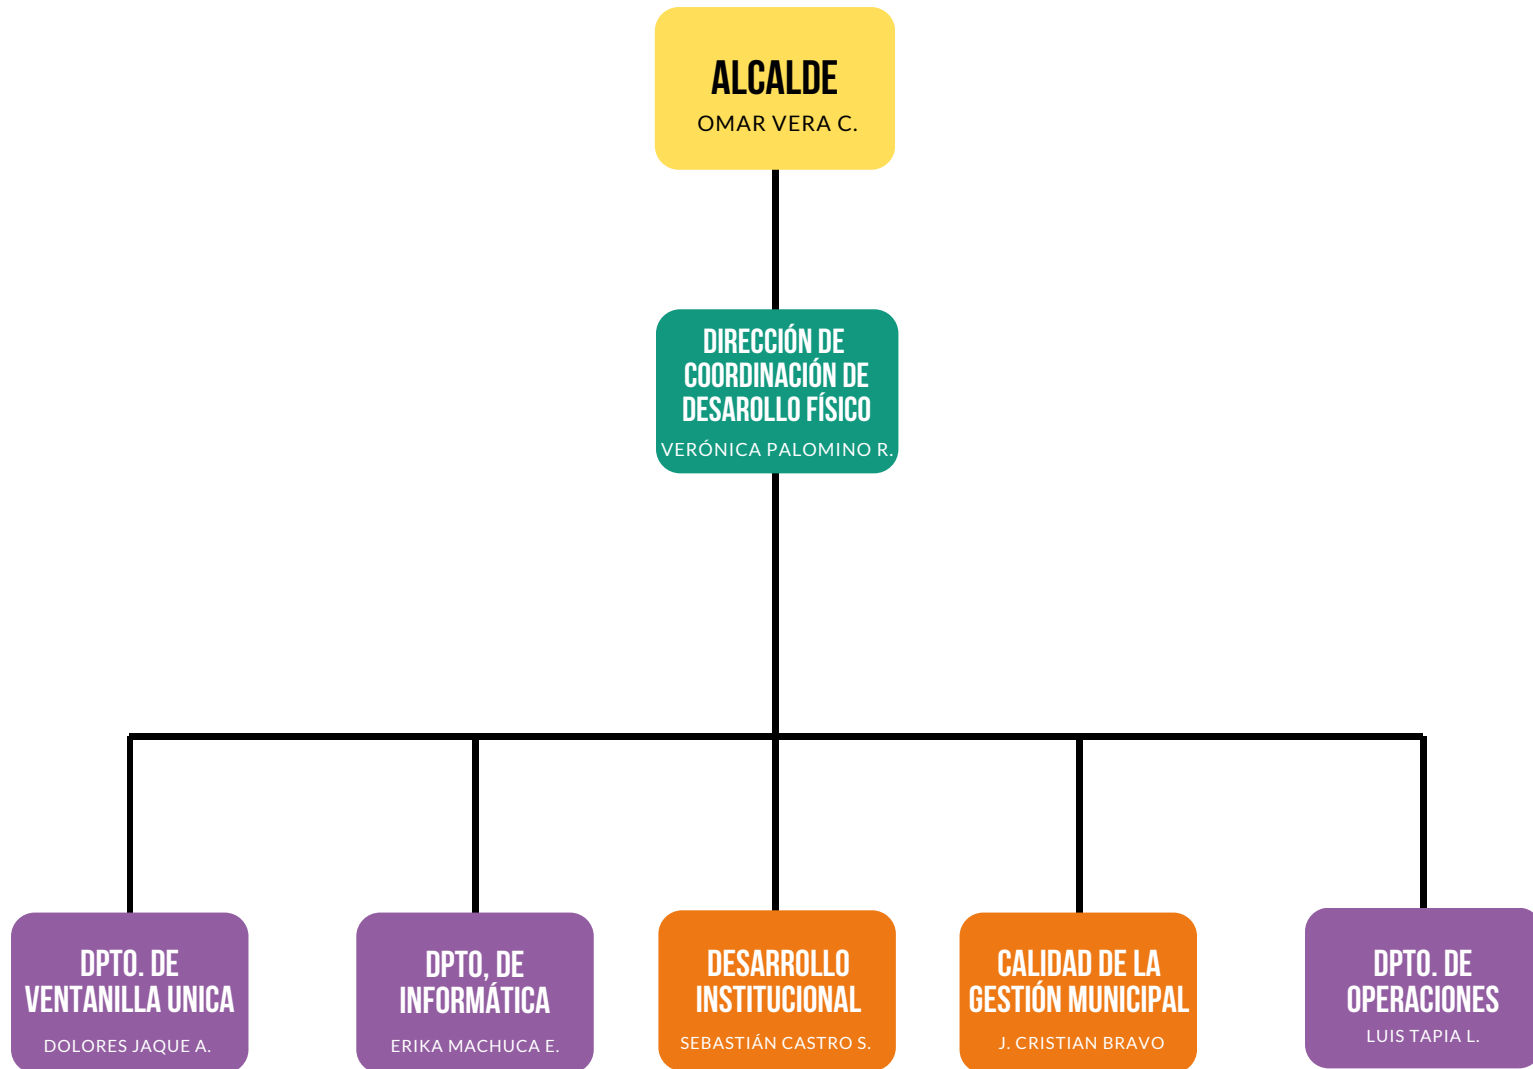 ALCALDE
OMAR VERA C.
DIRECCIÓN DE
COORDINACIÓN DE
DESAROLLO FÍSICO
VERÓNICA PALOMINO R.
DPTO. DE
VENTANILLA UNICA
DOLORES JAQUE A.
DPTO, DE
INFORMÁTICA
ERIKA MACHUCA E.
DESARROLLO
INSTITUCIONAL
SEBASTIÁN CASTRO S.
CALIDAD DE LA
GESTIÓN MUNICIPAL
J. CRISTIAN BRAVO
DPTO. DE
OPERACIONES
LUIS TAPIA L.